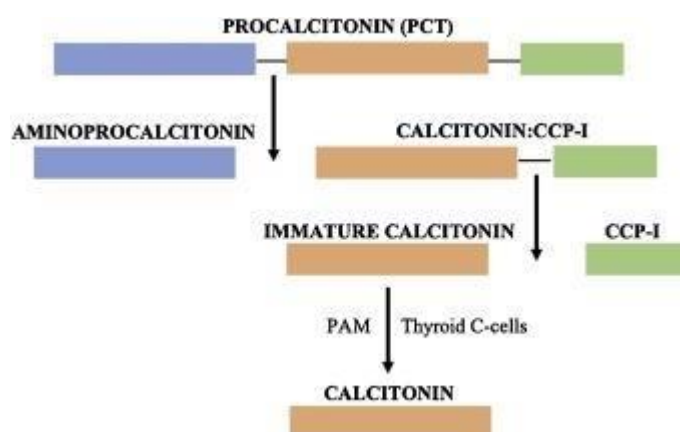 PROCALCITONIN (PCT)
AMINOPROCALCITONIN
CALCITONIN:CCP-I
IMMATURE CALCITONIN
CCP-I
PAM
Thyroid C-cells
CALCITONIN